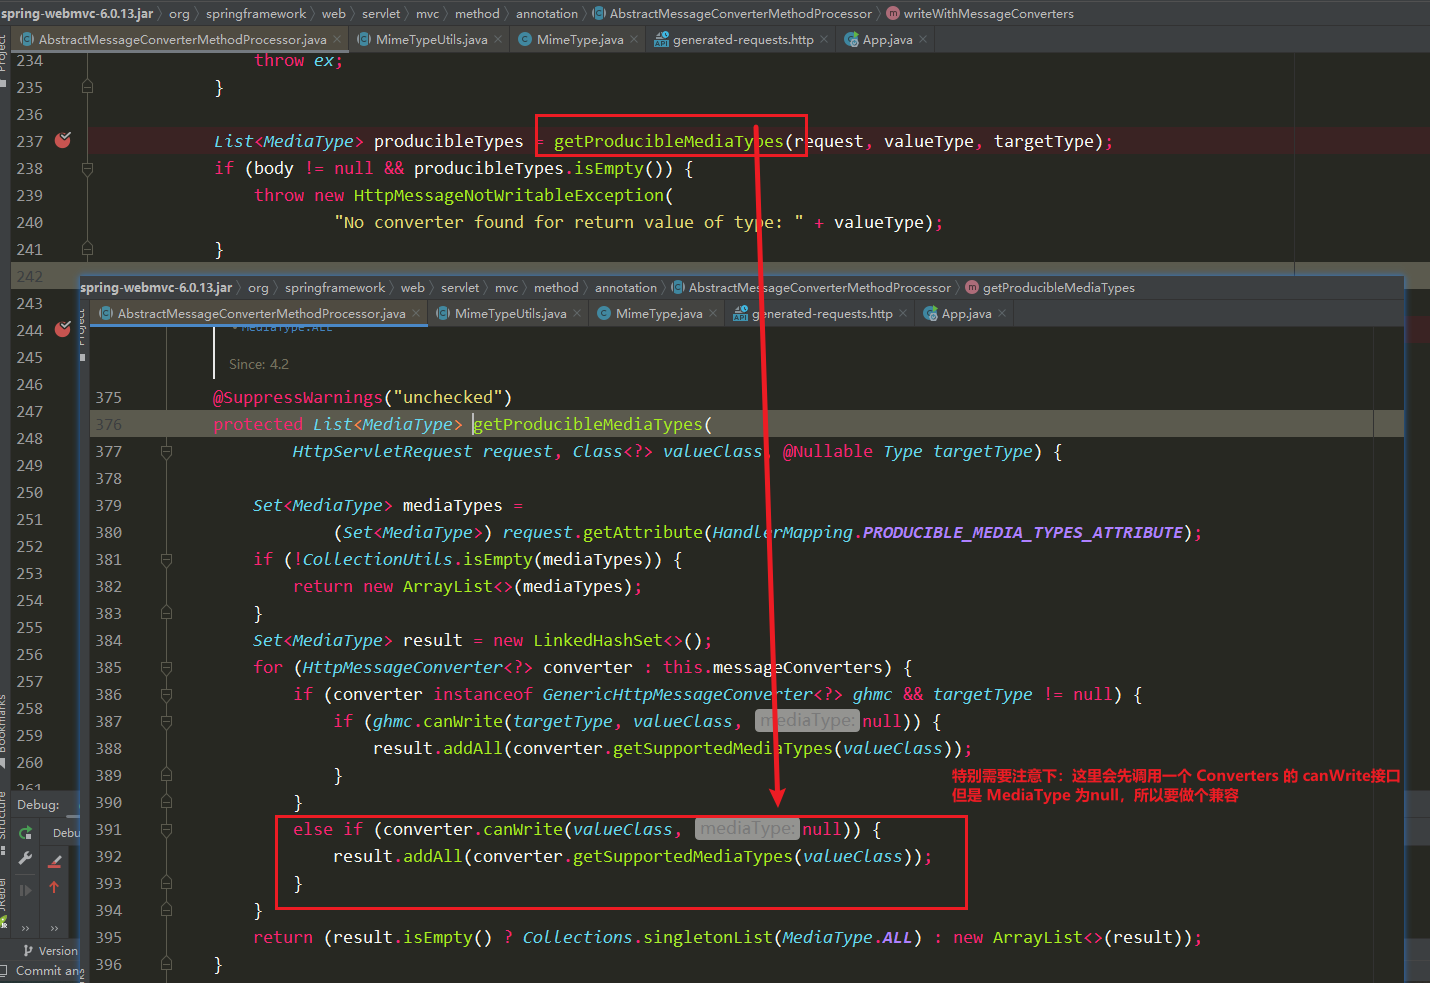 spring-webmvc-6.0.13.jar › org › springframework › web › servlet › mvc › method › annotation › AbstractMessageConverterMethodProcessor › writeWithMessageConverters
AbstractMessageConverterMethodProcessor.java × MimeTypeUtils.java × MimeType.java × generated-requests.http × App.java ×
234 throw ex;
235 }
236
237 List<MediaType> producibleTypes = getProducibleMediaTypes(request, valueType, targetType);
238 if (body != null && producibleTypes.isEmpty()) {
239 throw new HttpMessageNotWritableException(
240 "No converter found for return value of type: " + valueType);
241 }
242
spring-webmvc-6.0.13.jar › org › springframework › web › servlet › mvc › method › annotation › AbstractMessageConverterMethodProcessor › getProducibleMediaTypes
243
AbstractMessageConverterMethodProcessor.java × MimeTypeUtils.java × MimeType.java × generated-requests.http × App.java ×
244
• MediaType.ALL
245
Since: 4.2
246
375 @SuppressWarnings("unchecked")
247
376 protected List<MediaType> getProducibleMediaTypes(
248
377 HttpServletRequest request, Class<?> valueClass, @Nullable Type targetType) {
249
378
250
379 Set<MediaType> mediaTypes =
251
380 (Set<MediaType>) request.getAttribute(HandlerMapping.PRODUCIBLE_MEDIA_TYPES_ATTRIBUTE);
252
381 if (!CollectionUtils.isEmpty(mediaTypes)) {
253
382 return new ArrayList<>(mediaTypes);
254
383 }
255
384 Set<MediaType> result = new LinkedHashSet<>();
256
385 for (HttpMessageConverter<?> converter : this.messageConverters) {
257
386 if (converter instanceof GenericHttpMessageConverter<?> ghmc && targetType != null) {
258
387 if (ghmc.canWrite(targetType, valueClass, mediaType: null)) {
259
388 result.addAll(converter.getSupportedMediaTypes(valueClass));
260
389 }
特别需要注意下：这里会先调用一个 Converters 的 canWrite接口
但是 MediaType 为null，所以要做个兼容
261
390 }
Debug:
391 else if (converter.canWrite(valueClass, mediaType: null)) {
Debu
392 result.addAll(converter.getSupportedMediaTypes(valueClass));
393 }
394 }
395 return (result.isEmpty() ? Collections.singletonList(MediaType.ALL) : new ArrayList<>(result));
Version
396 }
Commit an